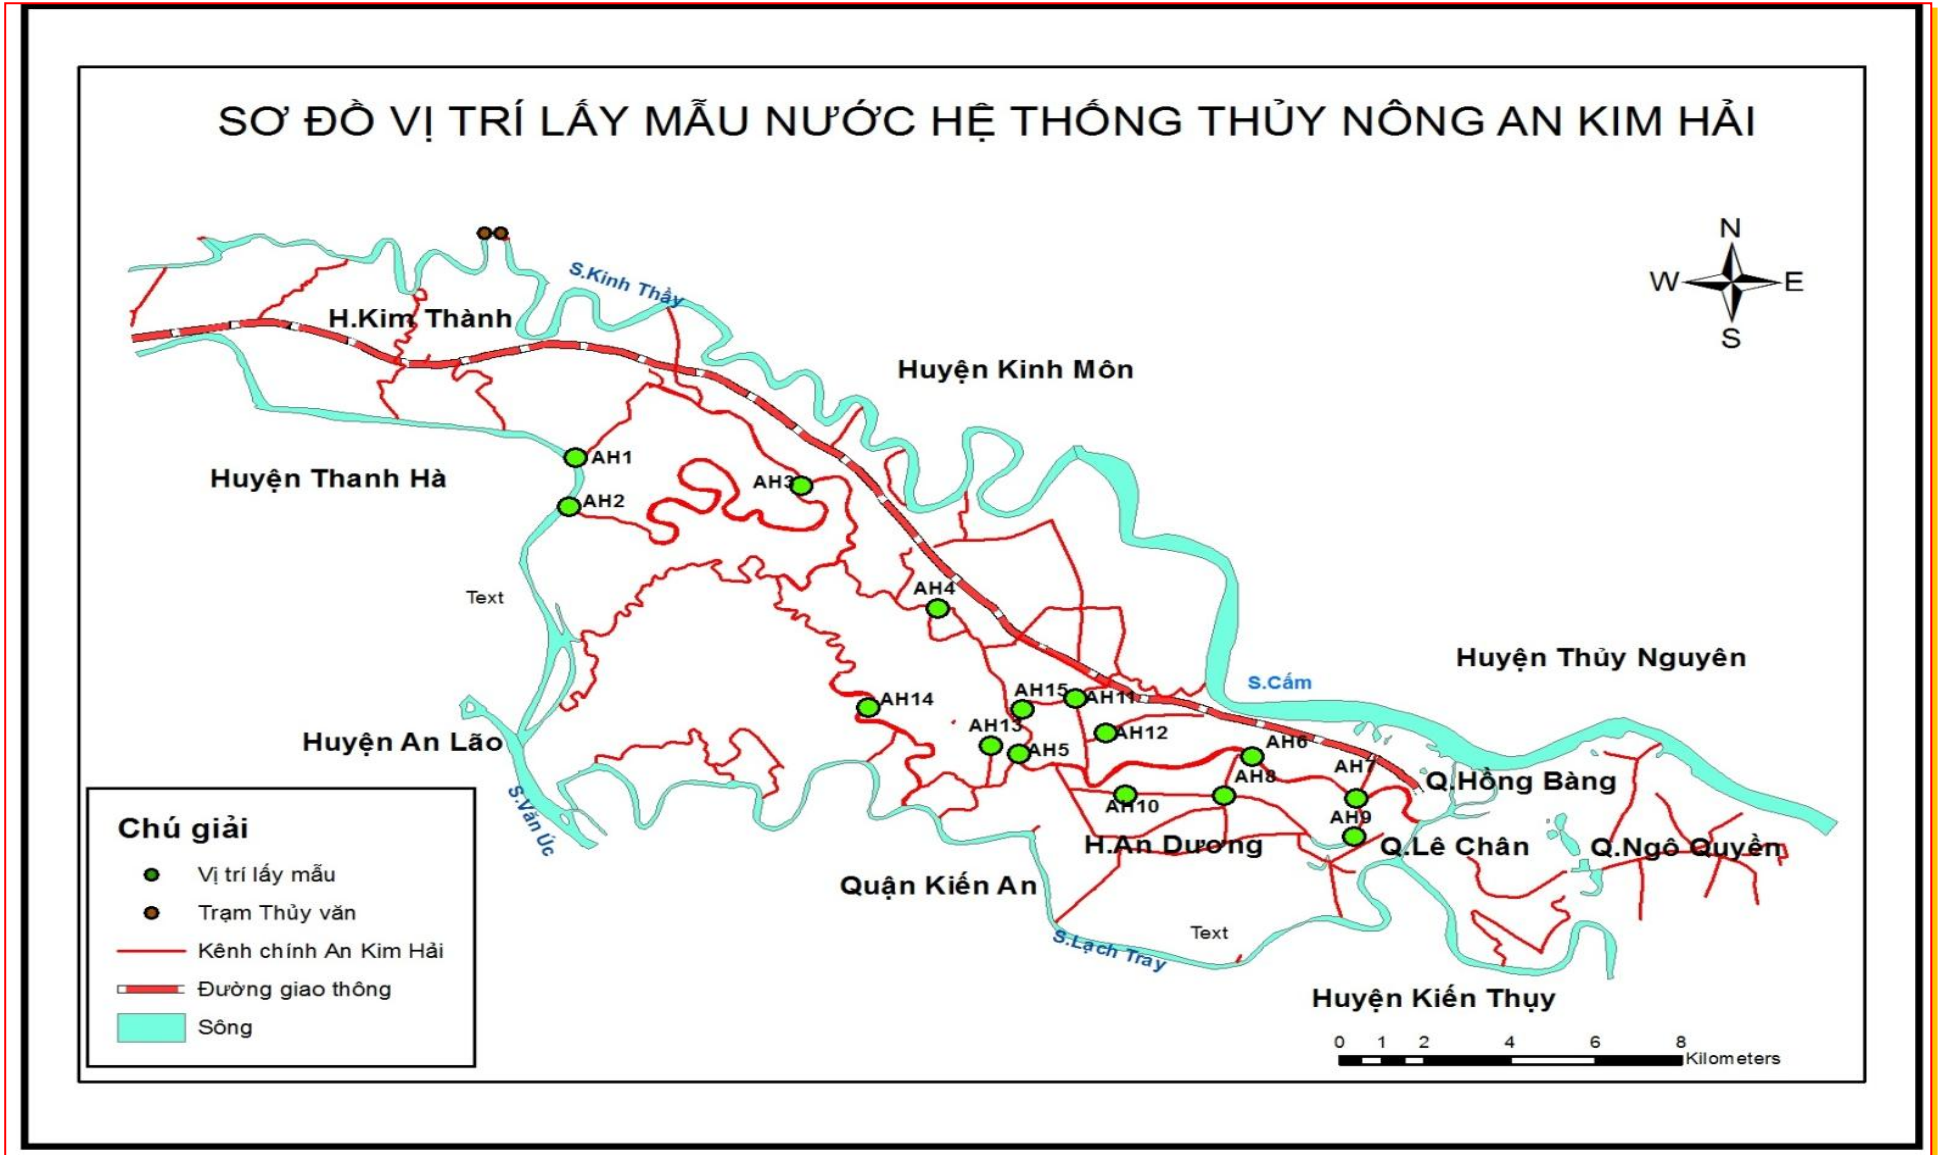 SƠ ĐỒ VỊ TRÍ LẤY MẪU NƯỚC HỆ THỐNG THỦY NÔNG AN KIM HẢI
N
W
E
S
S.Kinh Thầy
H.Kim Thành
Huyện Kinh Môn
AH1
Huyện Thanh Hà
AH3
AH2
Text
AH4
Huyện Thủy Nguyên
S.Cấm
AH15
AH11
AH14
AH13
AH12
Huyện An Lão
AH5
AH6
AH7
AH8
Q.Hồng Bàng
S.Văn Úc
AH10
AH9
H.An Dương
Q.Lê Chân
Q.Ngô Quyền
Quận Kiến An
Text
S.Lạch Tray
Huyện Kiến Thụy
Chú giải
Vị trí lấy mẫu
Trạm Thủy văn
Kênh chính An Kim Hải
Đường giao thông
Sông
0 1 2 4 6 8
Kilometers